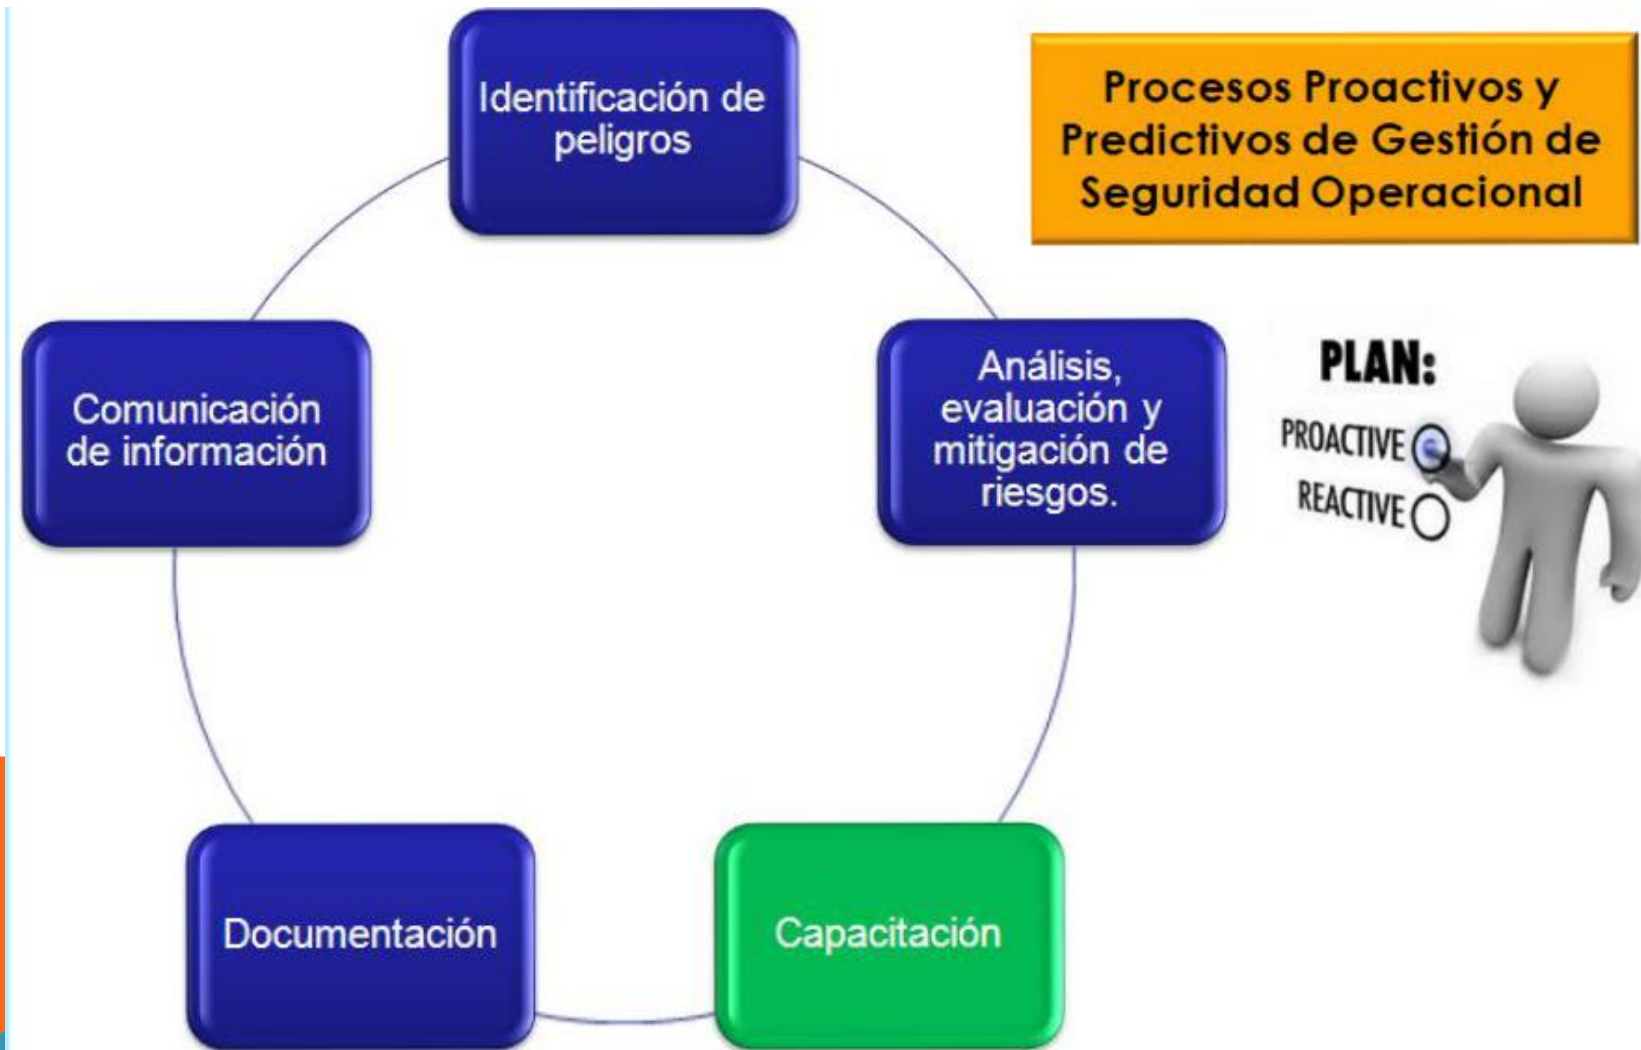 Identificación de
peligros
Procesos Proactivos y
Predictivos de Gestión de
Seguridad Operacional
Comunicación
de información
Análisis,
evaluación y
mitigación de
riesgos.
PLAN:
PROACTIVE
REACTIVE
Documentación
Capacitación